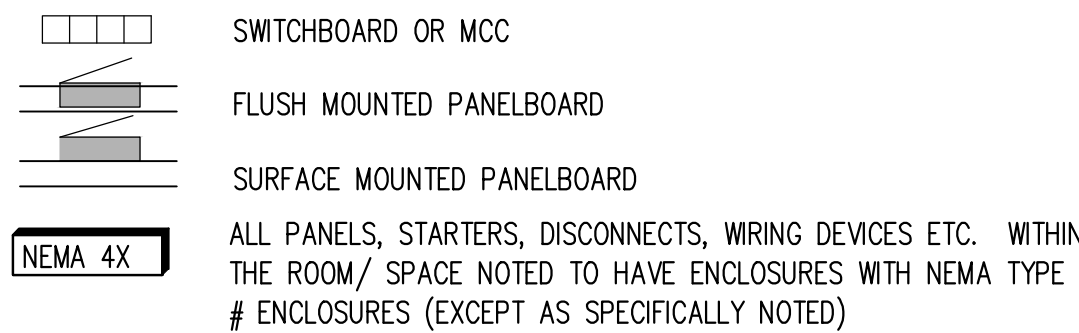 SWITCHBOARD OR MCC
FLUSH MOUNTED PANELBOARD
SURFACE MOUNTED PANELBOARD
NEMA 4X
ALL PANELS, STARTERS, DISCONNECTS, WIRING DEVICES ETC. WITHIN
THE ROOM/ SPACE NOTED TO HAVE ENCLOSURES WITH NEMA TYPE
# ENCLOSURES (EXCEPT AS SPECIFICALLY NOTED)